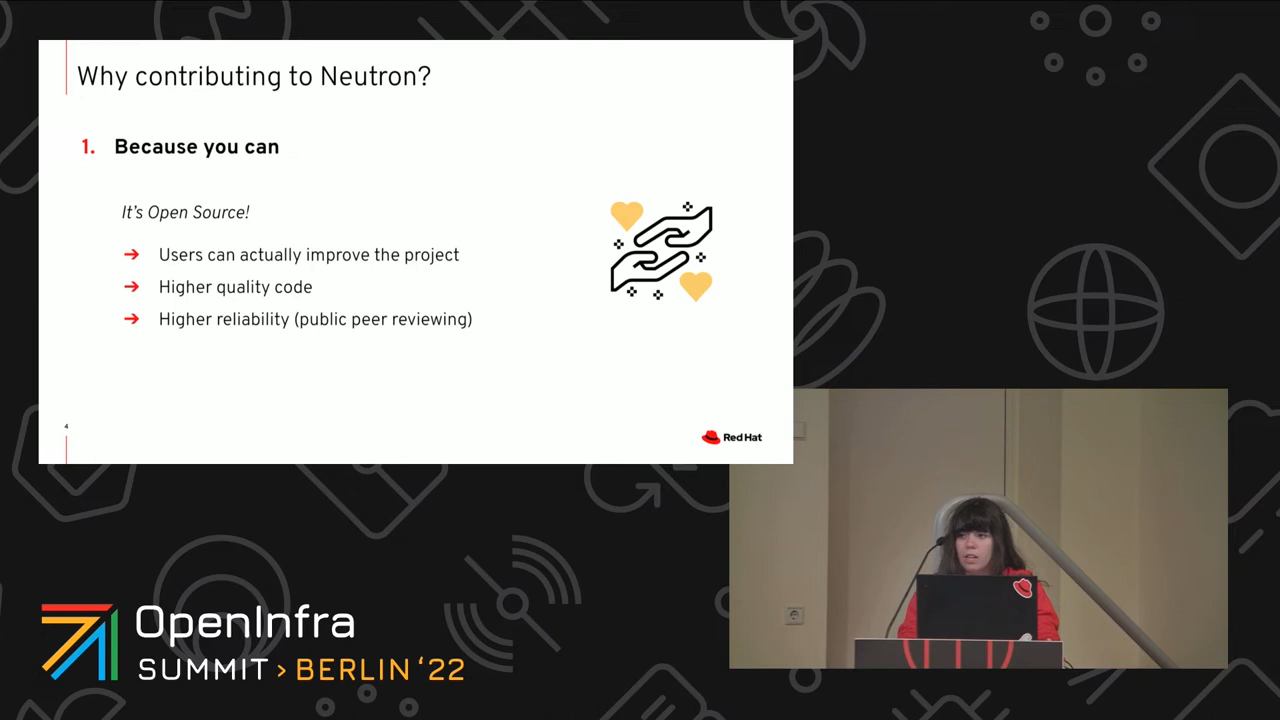 Why contributing to Neutron?
1. Because you can
It's Open Source!
➔ Users can actually improve the project
➔ Higher quality code
➔ Higher reliability (public peer reviewing)
4
Red Hat
OpenInfra
SUMMIT > BERLIN ‘22